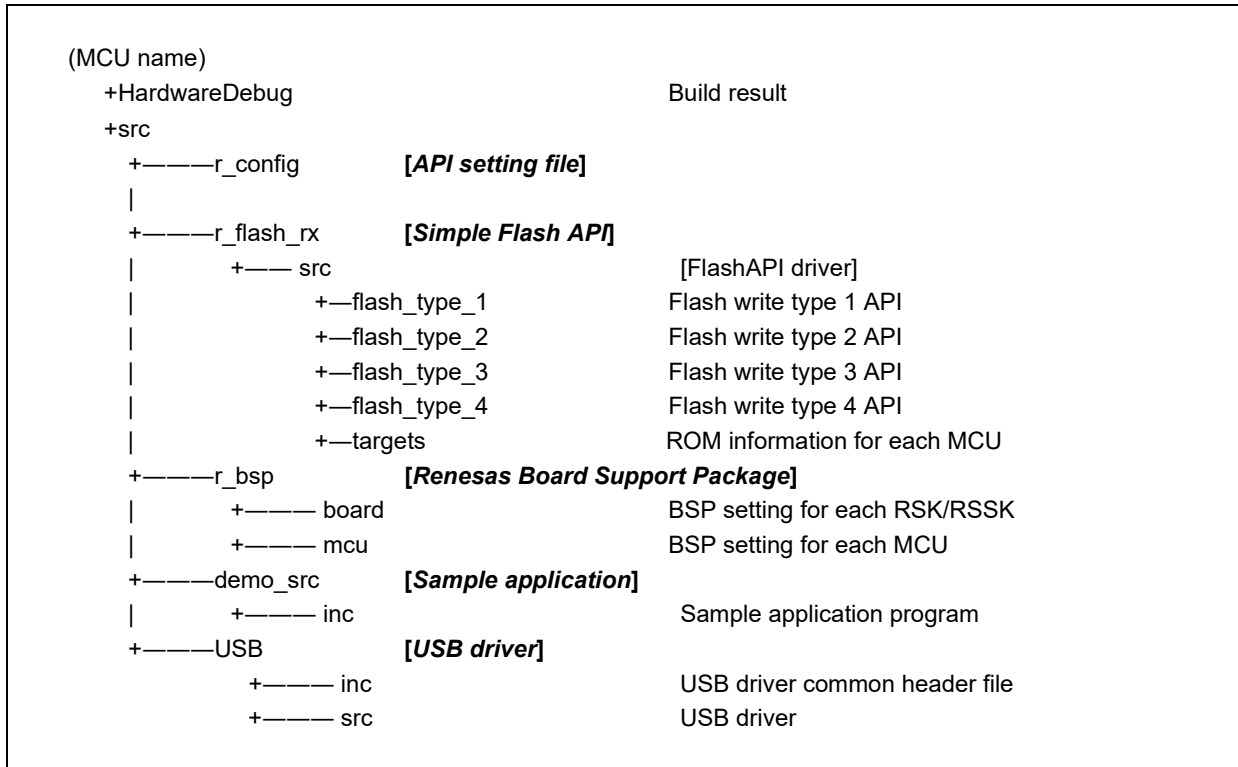 (MCU name)
+HardwareDebug Build result
+src
+———r_config [API setting file]
|
+———r_flash_rx [Simple Flash API]
| +—— src [FlashAPI driver]
| +—flash_type_1 Flash write type 1 API
| +—flash_type_2 Flash write type 2 API
| +—flash_type_3 Flash write type 3 API
| +—flash_type_4 Flash write type 4 API
| +—targets ROM information for each MCU
+———r_bsp [Renesas Board Support Package]
| +——— board BSP setting for each RSK/RSSK
| +——— mcu BSP setting for each MCU
+———demo_src [Sample application]
| +——— inc Sample application program
+———USB [USB driver]
+——— inc USB driver common header file
+——— src USB driver